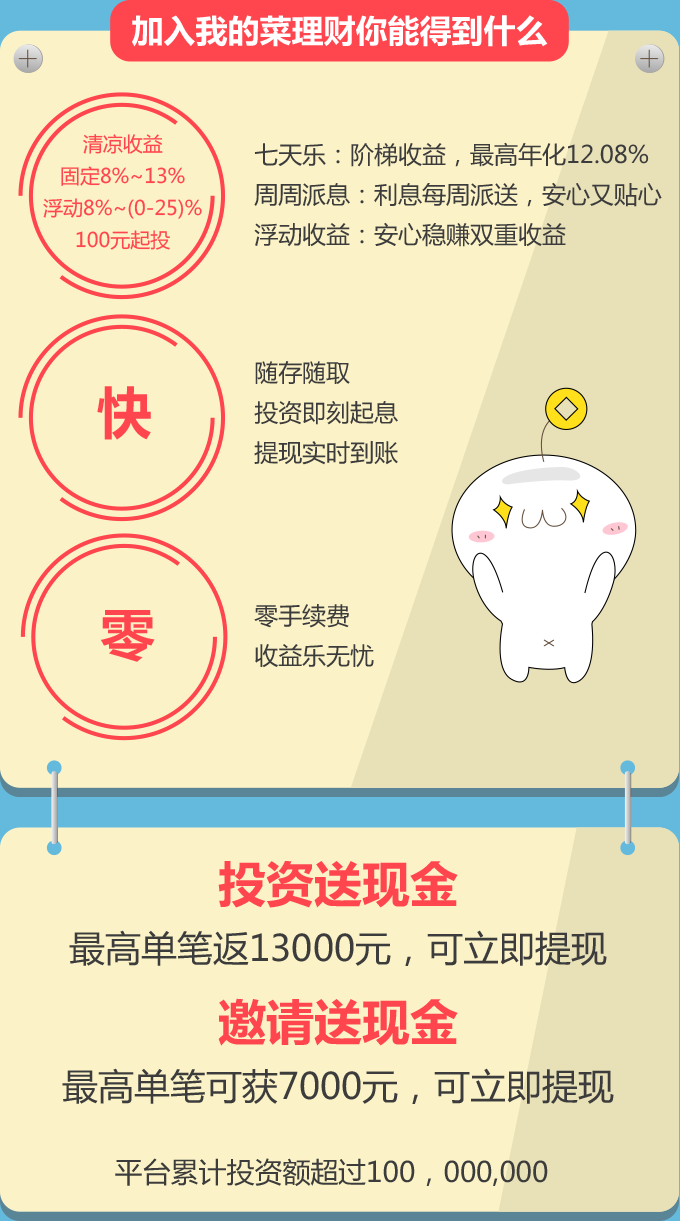 加入我的菜理财你能得到什么
清凉收益
固定8%~13%
浮动8%~(0-25)%
100元起投
七天乐：阶梯收益，最高年化12.08%
周周派息：利息每周派送，安心又贴心
浮动收益：安心稳赚双重收益
快
随存随取
投资即刻起息
提现实时到账
零
零手续费
收益乐无忧
投资送现金
最高单笔返13000元，可立即提现
邀请送现金
最高单笔可获7000元，可立即提现
平台累计投资额超过100，000,000